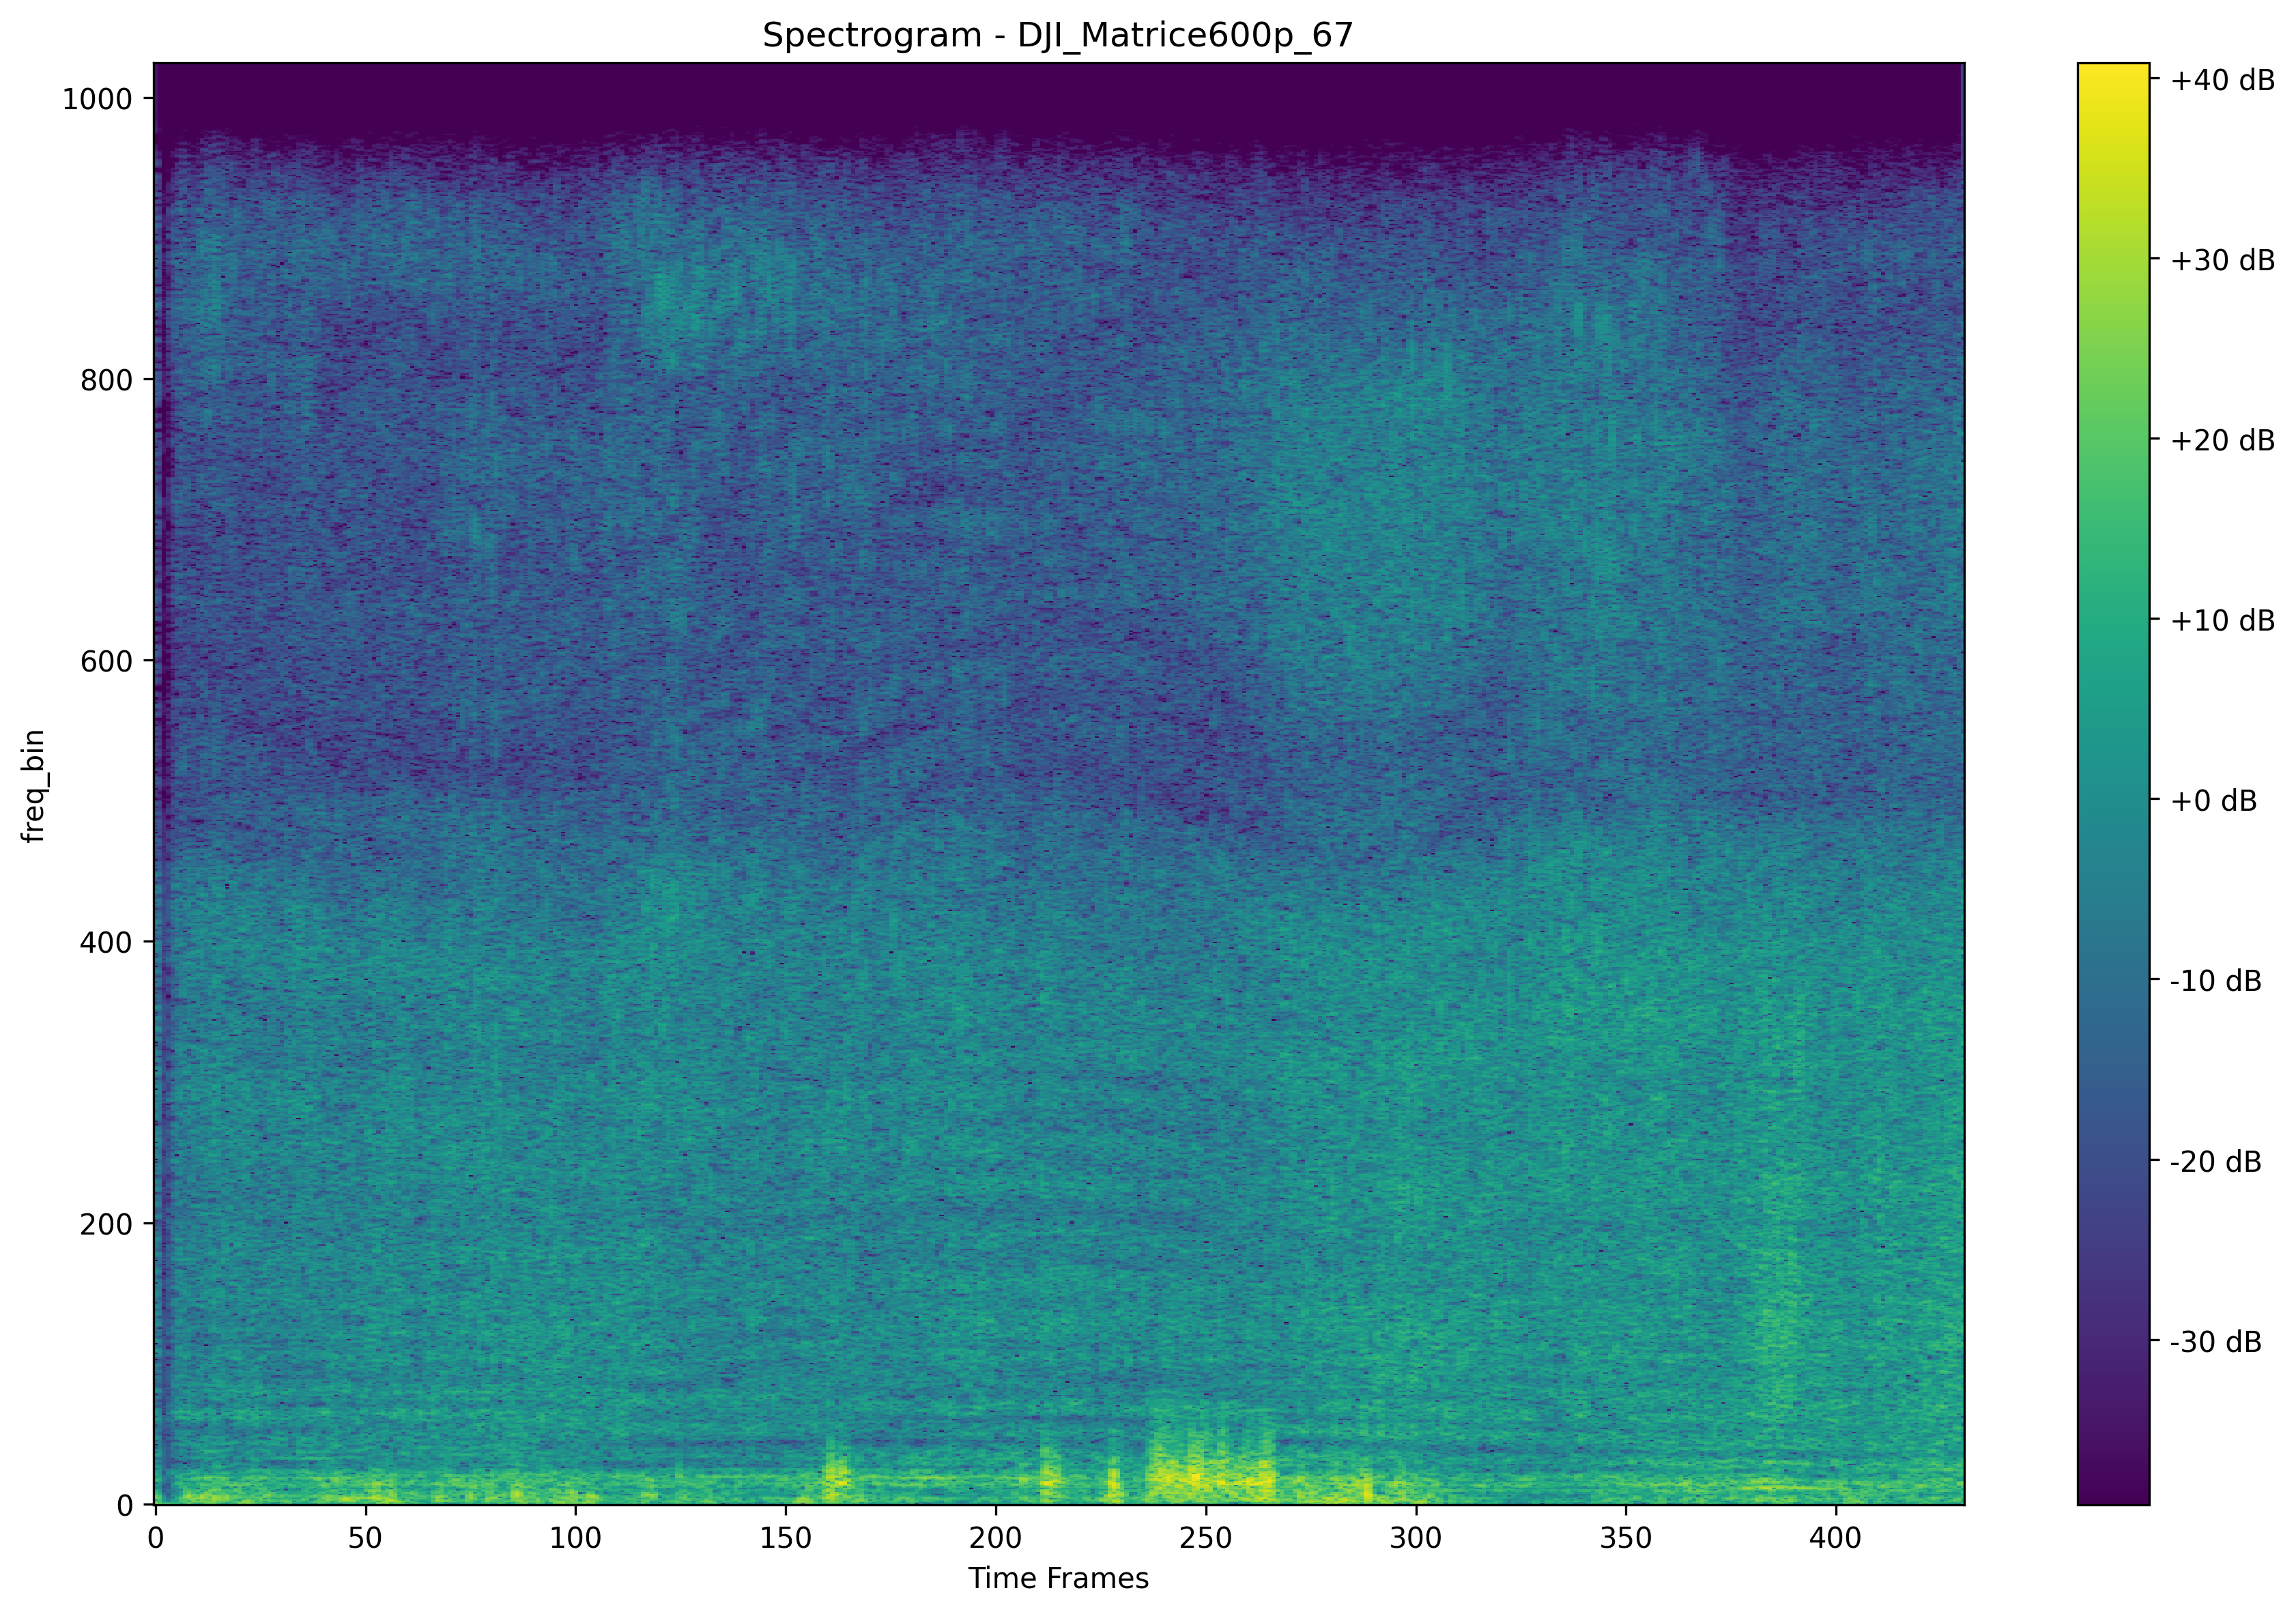 Spectrogram - DJI_Matrice600p_67
1000
800
600
400
200
0
freq_bin
0 50 100 150 200 250 300 350 400
Time Frames
+40 dB
+30 dB
+20 dB
+10 dB
+0 dB
-10 dB
-20 dB
-30 dB